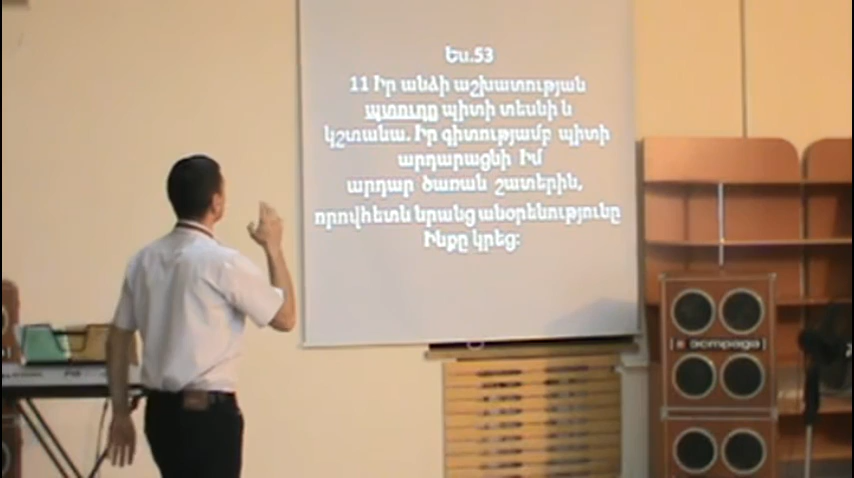 Ես.53
11 Իր անձի աշխատության
պտուղը պիտի տեսնի և
կշտանա. Իր գիտությամբ պիտի
արդարացնի Իմ
արդար ծառան շատերին,
որովհետև նրանց անօրենությունը
Ինքը կրեց:
эстрада